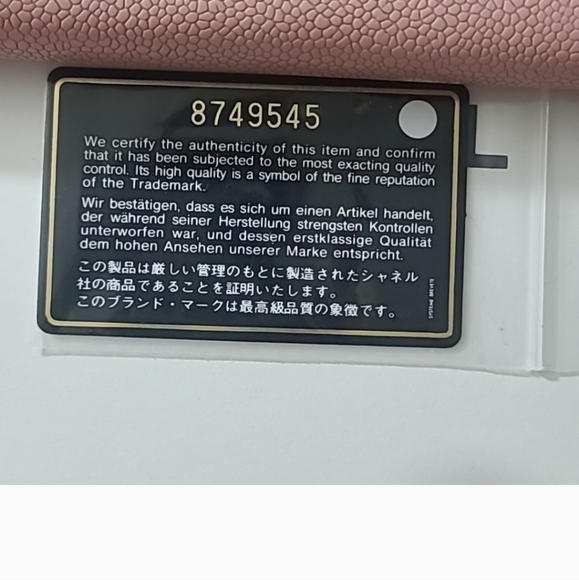 8749545
We certify the authenticity of this item and confirm
that it has been subjected to the most exacting quality
control. Its high quality is a symbol of the fine reputation
of the Trademark.
Wir bestätigen, dass es sich um einen Artikel handelt,
der während seiner Herstellung strengsten Kontrollen
unterworfen war, und dessen erstklassige Qualität
dem hohen Ansehen unserer Marke entspricht.
この製品は厳しい管理のもとに製造されたシャネル
社の商品であることを証明いたします。
このブランド・マークは最高級品質の象徴です。